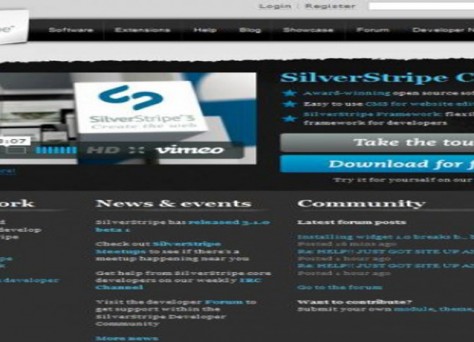 Login | Register
Software Extensions Help Blog Showcase Forum Developer N
SilverStripe C
Award-winning open source sof
Easy to use CMS for website edi
SilverStripe Framework: flexi
framework for developers
SilverStripe®3
Create the web
Take the tou
:07 HD vimeo
Download for f
Try it for yourself on our
ork
News & events
Community
SilverStripe has released 3.1.0
beta 1
Check out SilverStripe
Meetups to see if there's a
meetup happening near you
Get help from SilverStripe core
developers on our weekly IRC
Channel
Visit the developer Forum to
get support within the
SilverStripe Developer
Community
More news
Latest forum posts
Installing widget 1.0 breaks b...
Posted 26 mins ago
Re: HELP!! JUST GOT SITE UP AN
Posted 1 hour ago
Re: HELP!! JUST GOT SITE UP AN
Posted 1 hour ago
Go to the forum
Want to contribute?
Submit your own module, theme,
develop
ripe
developer